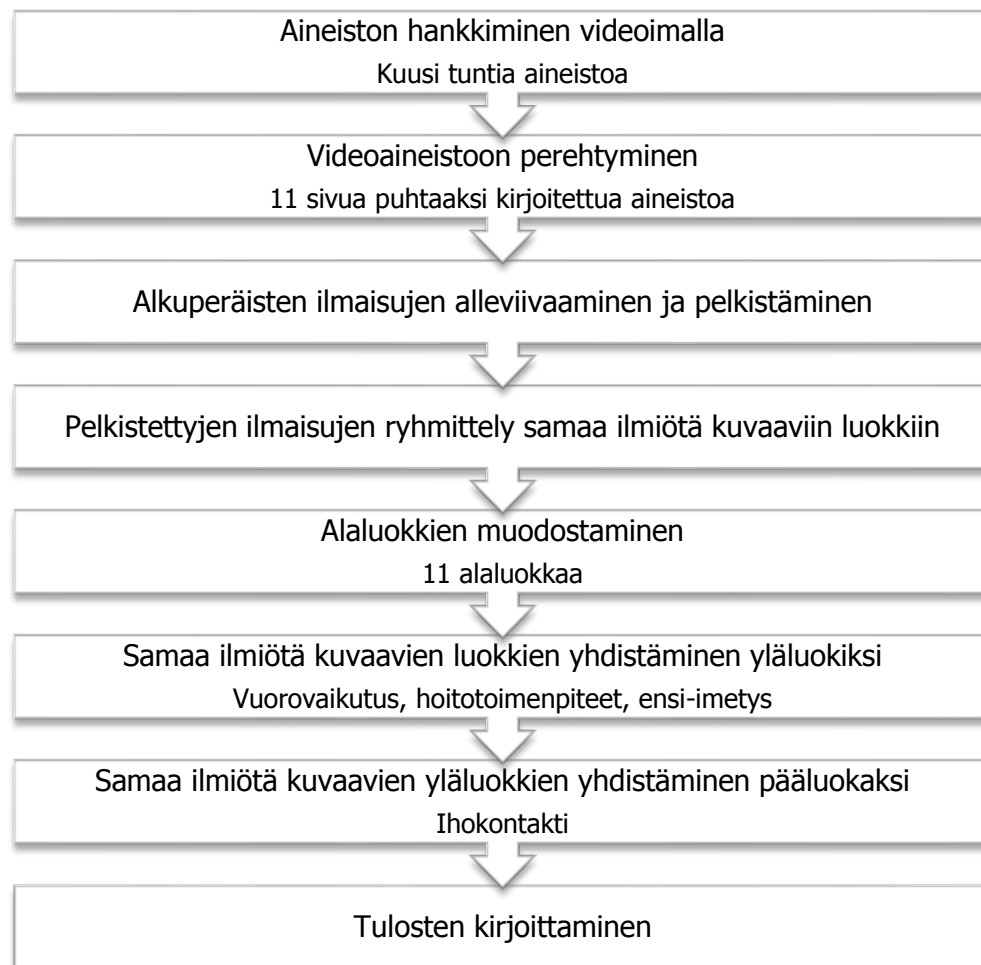 Aineiston hankkiminen videoimalla
Kuusi tuntia aineistoa
Videoaineistoon perehtyminen
11 sivua puhtaaksi kirjoitettua aineistoa
Alkuperäisten ilmaisujen alleviivaaminen ja pelkistäminen
Pelkistettyjen ilmaisujen ryhmittely samaa ilmiötä kuvaaviin luokkiin
Alaluokkien muodostaminen
11 alaluokkaa
Samaa ilmiötä kuvaavien luokkien yhdistäminen yläluokiksi
Vuorovaikutus, hoitotoimenpiteet, ensi-imetys
Samaa ilmiötä kuvaavien yläluokkien yhdistäminen pääluokaksi
Ihokontakti
Tulosten kirjoittaminen